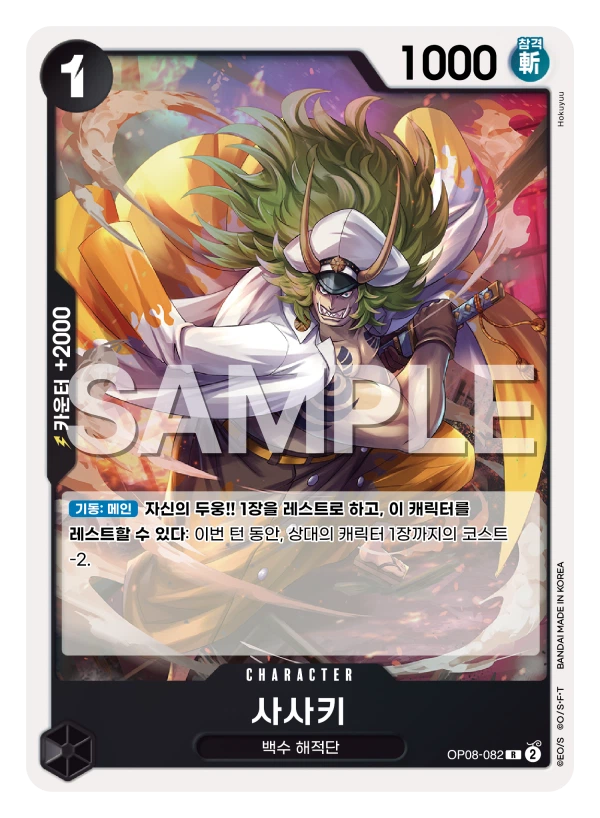 1
1000
참격
斬
Hokuyuu
카운터 +2000
SAMPLE
기동: 메인 자신의 두웅!! 1장을 레스트로 하고, 이 캐릭터를
레스트할 수 있다: 이번 턴 동안, 상대의 캐릭터 1장까지의 코스트
-2.
CHARACTER
사사키
백수 해적단
OP08-082 R 2
©EO/S ©O/S·F·T BANDAI MADE IN KOREA